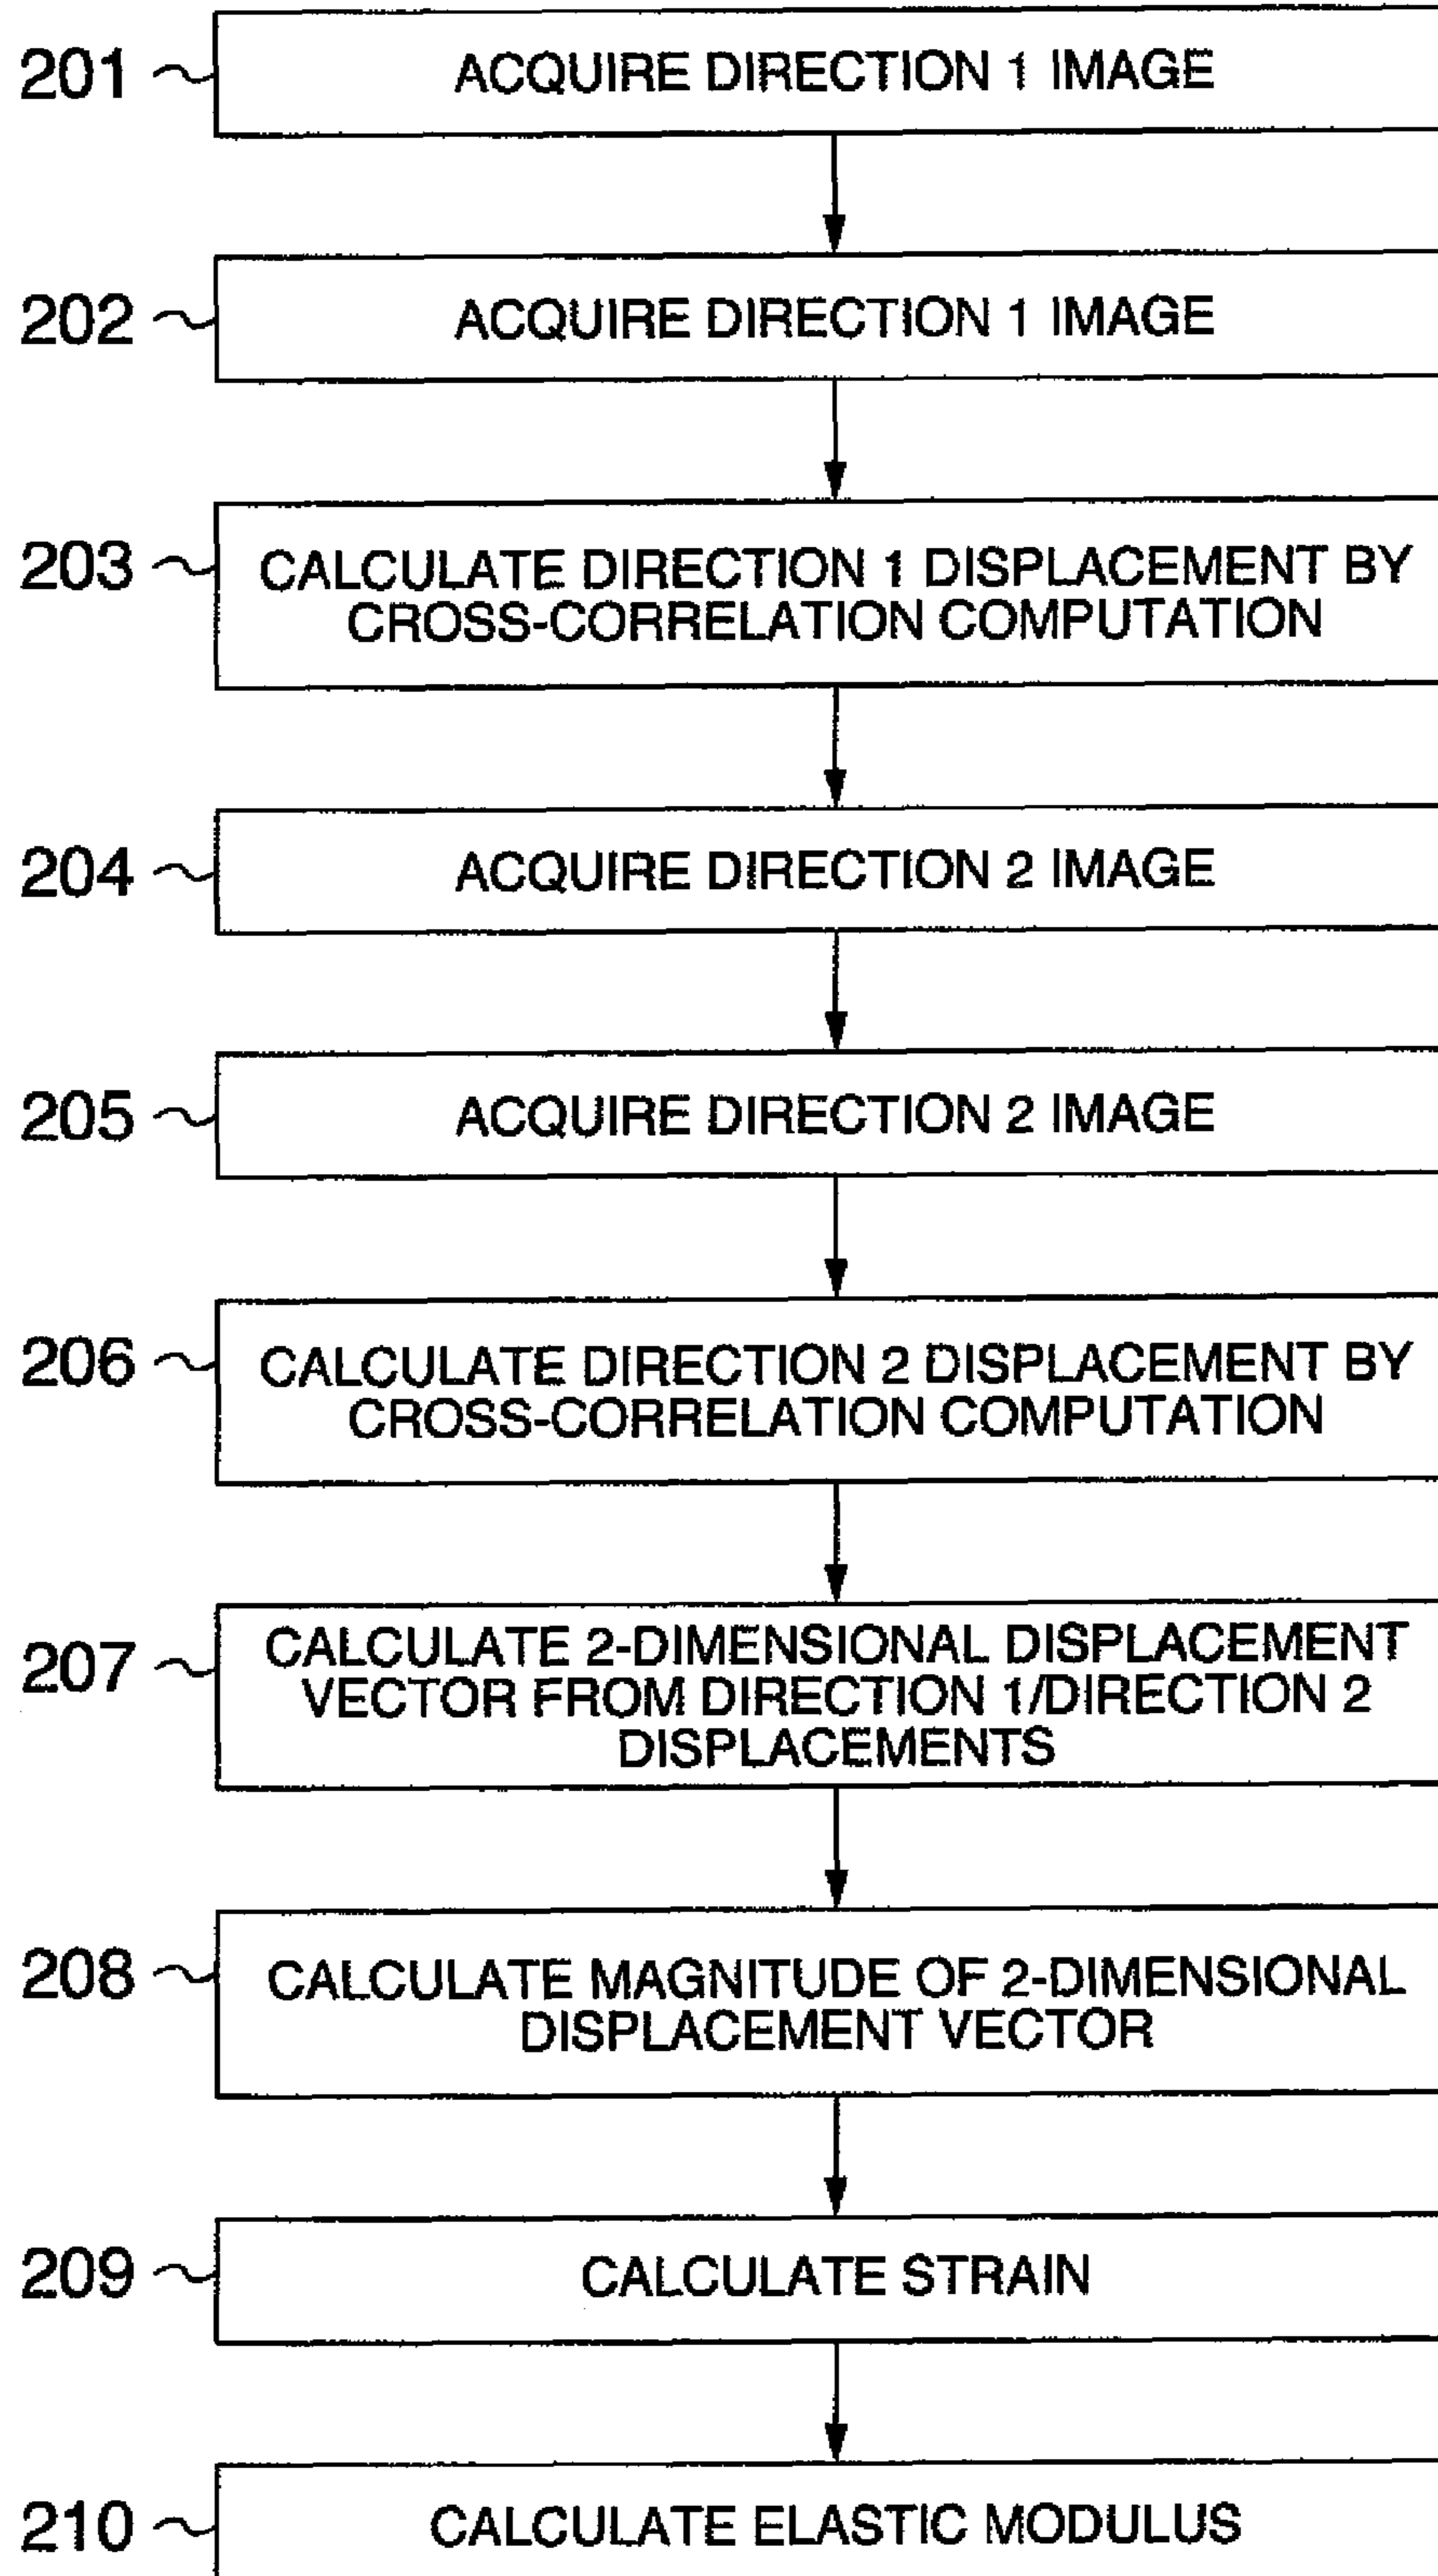 201 ACQUIRE DIRECTION 1 IMAGE
202 ACQUIRE DIRECTION 1 IMAGE
203 CALCULATE DIRECTION 1 DISPLACEMENT BY
CROSS-CORRELATION COMPUTATION
204 ACQUIRE DIRECTION 2 IMAGE
205 ACQUIRE DIRECTION 2 IMAGE
206 CALCULATE DIRECTION 2 DISPLACEMENT BY
CROSS-CORRELATION COMPUTATION
207 CALCULATE 2-DIMENSIONAL DISPLACEMENT
VECTOR FROM DIRECTION 1/DIRECTION 2
DISPLACEMENTS
208 CALCULATE MAGNITUDE OF 2-DIMENSIONAL
DISPLACEMENT VECTOR
209 CALCULATE STRAIN
210 CALCULATE ELASTIC MODULUS